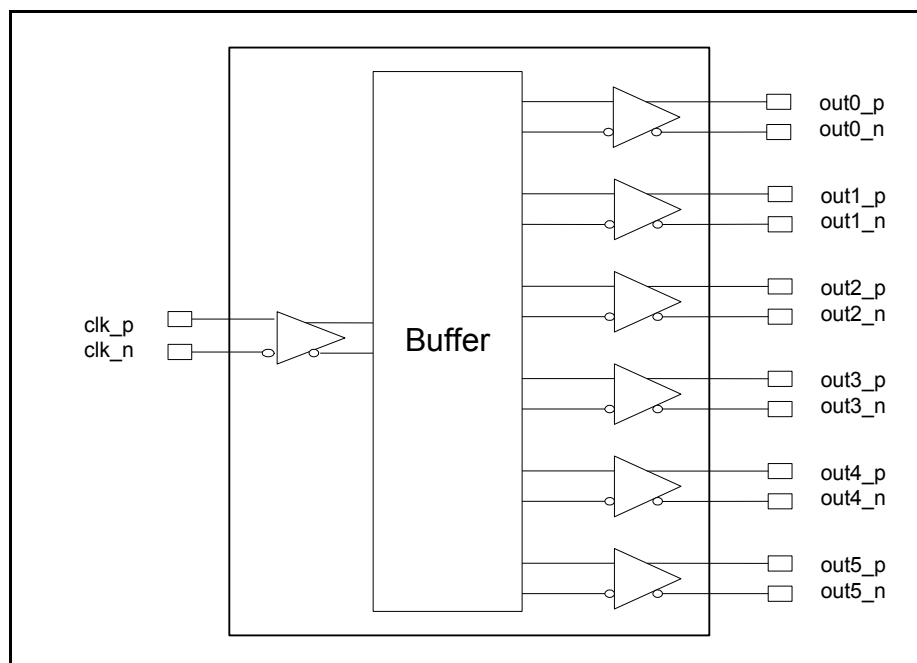 out0_p
out0_n
out1_p
out1_n
out2_p
out2_n
clk_p
clk_n
Buffer
out3_p
out3_n
out4_p
out4_n
out5_p
out5_n